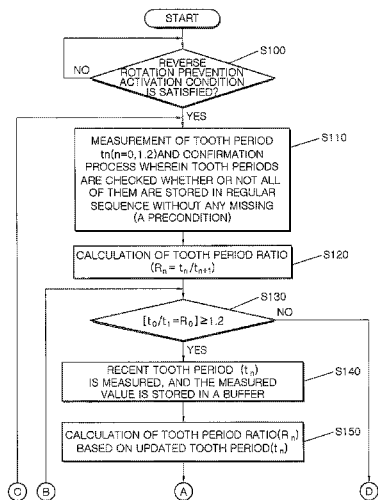 START
S100
REVERSE
ROTATION PREVENTION
ACTIVATION CONDITION
IS SATISFIED?
NO
YES
S110
MEASUREMENT OF TOOTH PERIOD
tn(n=0,1.2)AND CONFIRMATION
PROCESS WHEREIN TOOTH PERIODS
ARE CHECKED WHETHER OR NOT ALL
OF THEM ARE STORED IN REGULAR
SEQUENCE WITHOUT ANY MISSING
(A PRECONDITION)
S120
CALCULATION OF TOOTH PERIOD RATIO
(Rn = tn/tn+1)
S130
[t0/t1=R0]≥1.2
NO
YES
S140
RECENT TOOTH PERIOD (tn)
IS MEASURED, AND THE MEASURED
VALUE IS STORED IN A BUFFER
S150
CALCULATION OF TOOTH PERIOD RATIO(Rn)
BASED ON UPDATED TOOTH PERIOD(tn)
C B A D